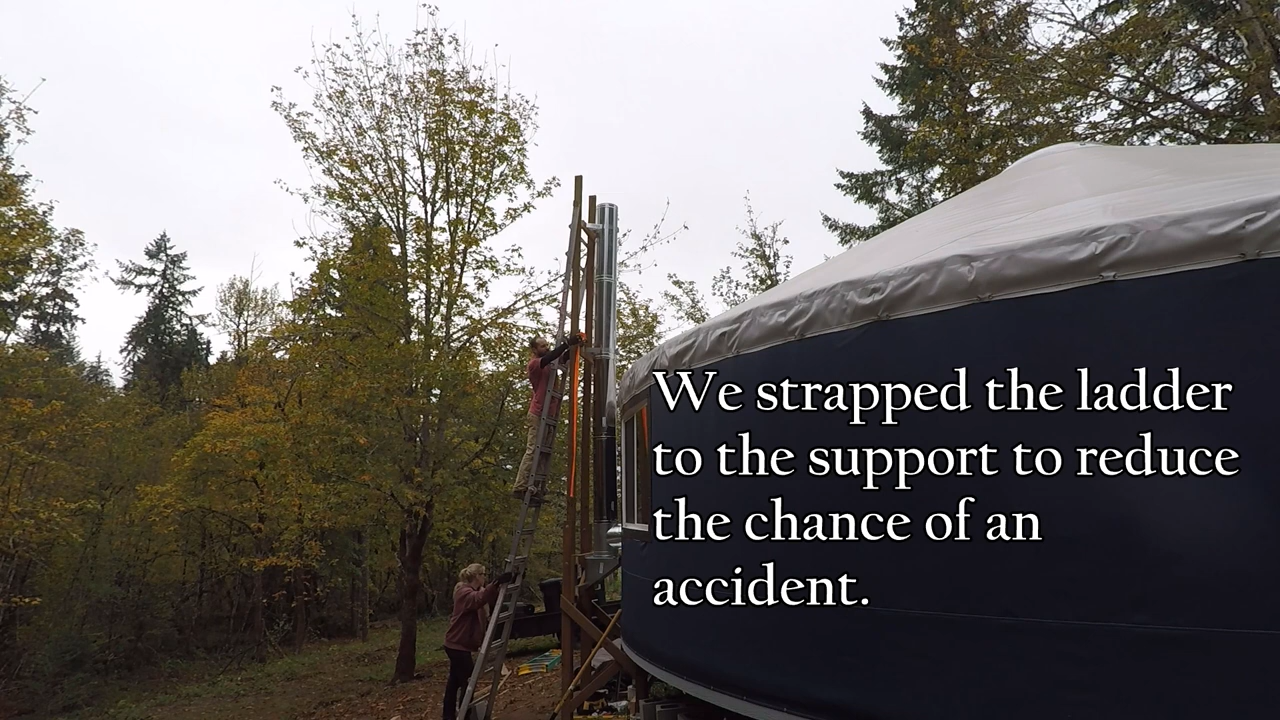 We strapped the ladder
to the support to reduce
the chance of an
accident.